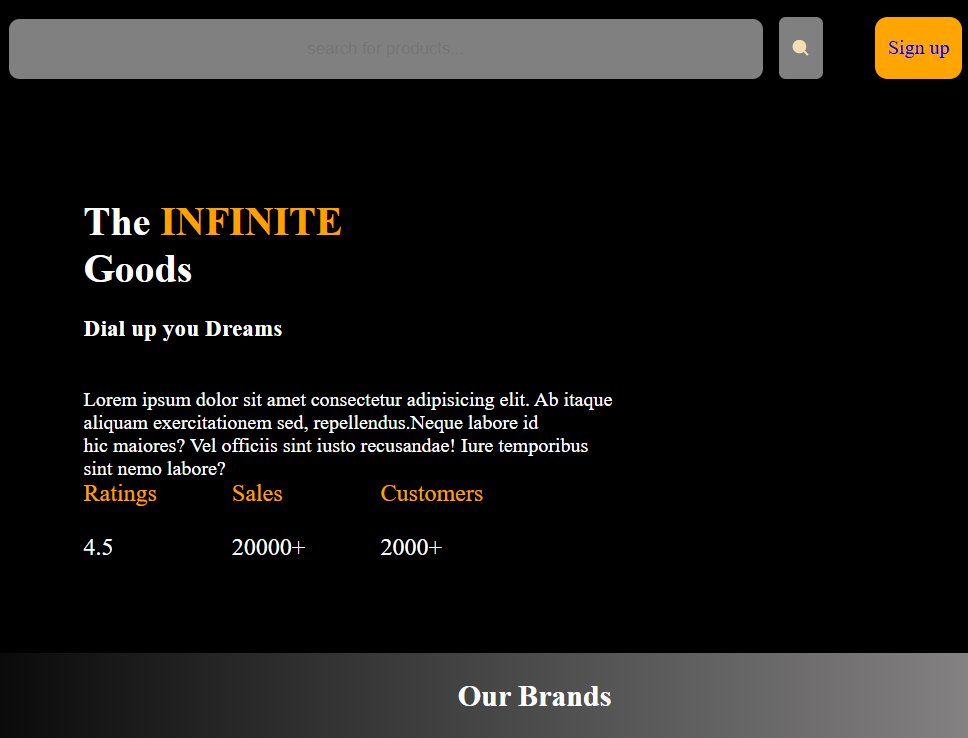 search for products...
Sign up
The INFINITE
Goods
Dial up you Dreams
Lorem ipsum dolor sit amet consectetur adipisicing elit. Ab itaque
aliquam exercitationem sed, repellendus.Neque labore id
hic maiores? Vel officiis sint iusto recusandae! Iure temporibus
sint nemo labore?
Ratings Sales Customers
4.5 20000+ 2000+
Our Brands